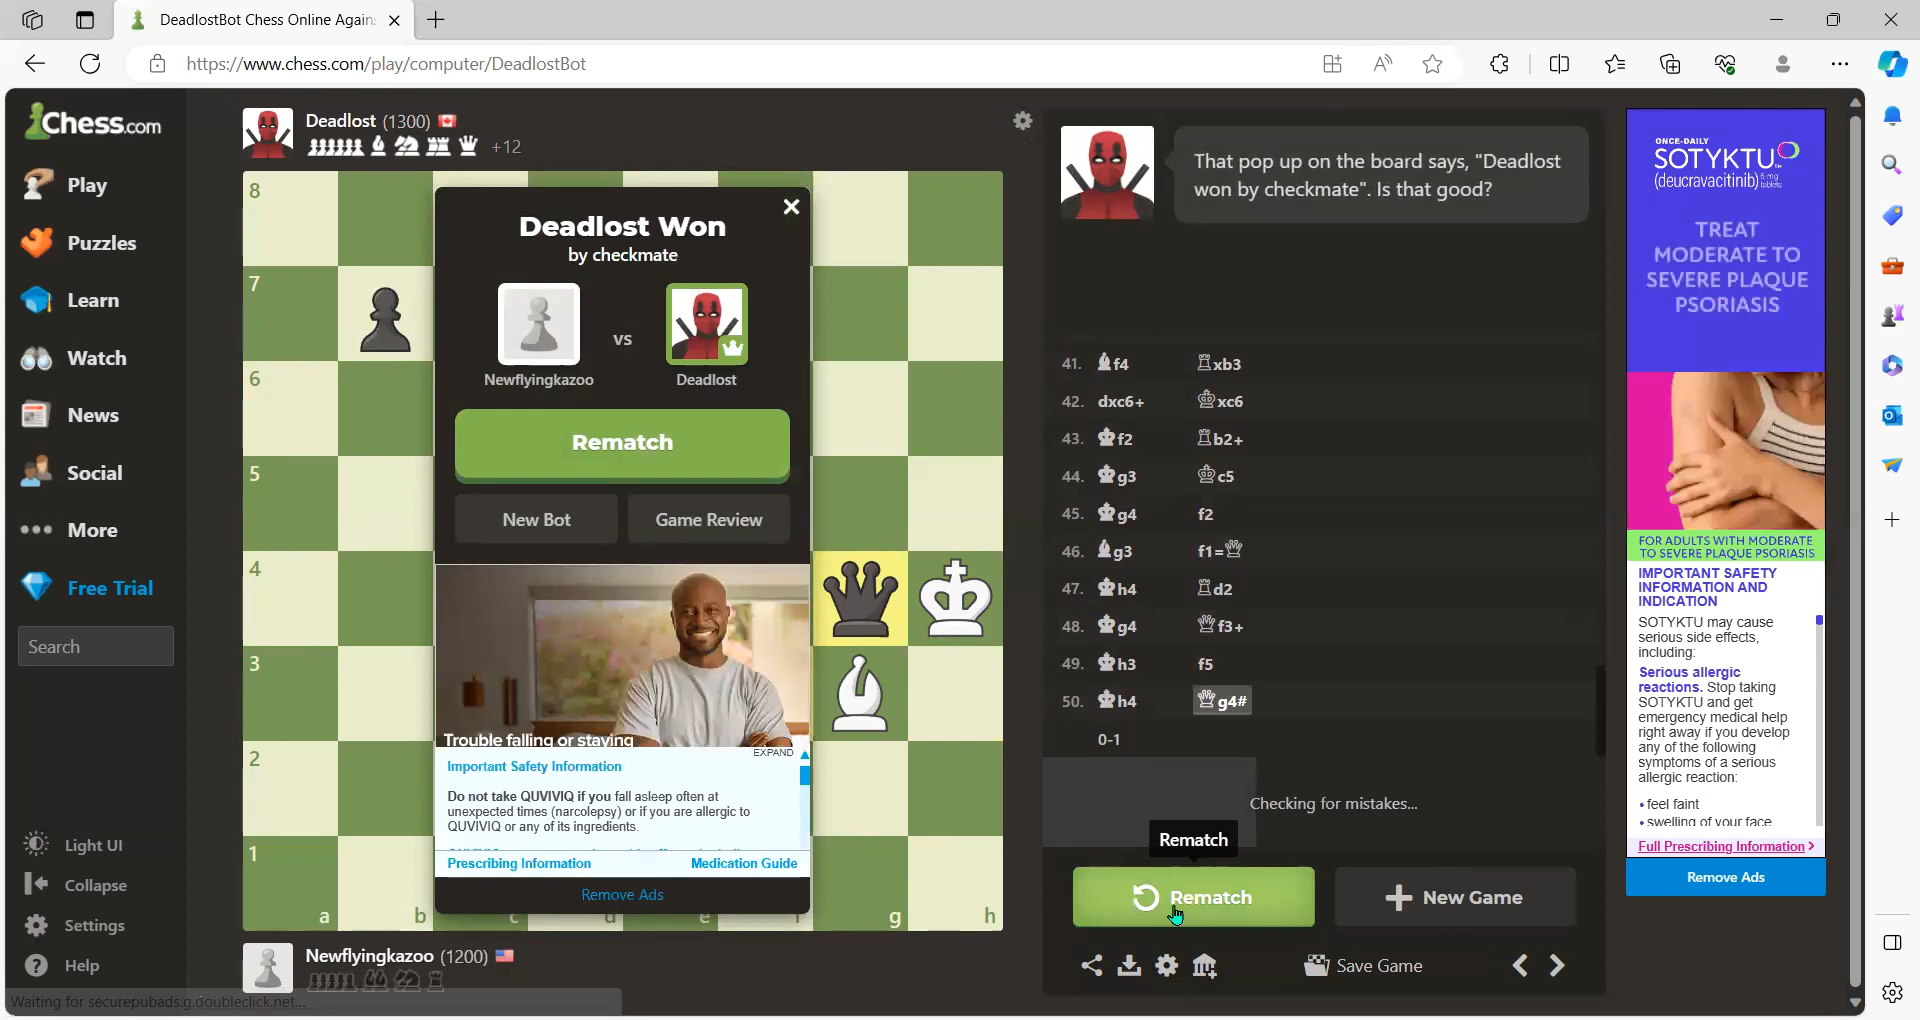 DeadlostBot Chess Online Again
https://www.chess.com/play/computer/DeadlostBot
Chess.com
Play
Puzzles
Learn
Watch
News
Social
More
Free Trial
Search
Light UI
Collapse
Settings
Help
Waiting for securepubads.g.doubleclick.net...
Deadlost (1300)
+12
8
7
6
5
4
3
2
1
a b c d e f g h
Deadlost Won
by checkmate
vs
Newflyingkazoo Deadlost
Rematch
New Bot Game Review
Trouble falling or staying
EXPAND
Important Safety Information
Do not take QUVIVIQ if you fall asleep often at
unexpected times (narcolepsy) or if you are allergic to
QUVIVIQ or any of its ingredients.
Prescribing Information Medication Guide
Remove Ads
Newflyingkazoo (1200)
That pop up on the board says, "Deadlost
won by checkmate". Is that good?
41. f4 xb3
42. dxc6+ xc6
43. f2 b2+
44. g3 c5
45. g4 f2
46. g3 f1=
47. h4 d2
48. g4 f3+
49. h3 f5
50. h4 g4#
0-1
Checking for mistakes...
Rematch
Rematch New Game
Save Game
ONCE-DAILY
SOTYKTU™
(deucravacitinib) 6 mg tablets
TREAT
MODERATE TO
SEVERE PLAQUE
PSORIASIS
FOR ADULTS WITH MODERATE
TO SEVERE PLAQUE PSORIASIS
IMPORTANT SAFETY
INFORMATION AND
INDICATION
SOTYKTU may cause
serious side effects,
including:
Serious allergic
reactions. Stop taking
SOTYKTU and get
emergency medical help
right away if you develop
any of the following
symptoms of a serious
allergic reaction:
• feel faint
• swelling of your face
Full Prescribing Information >
Remove Ads